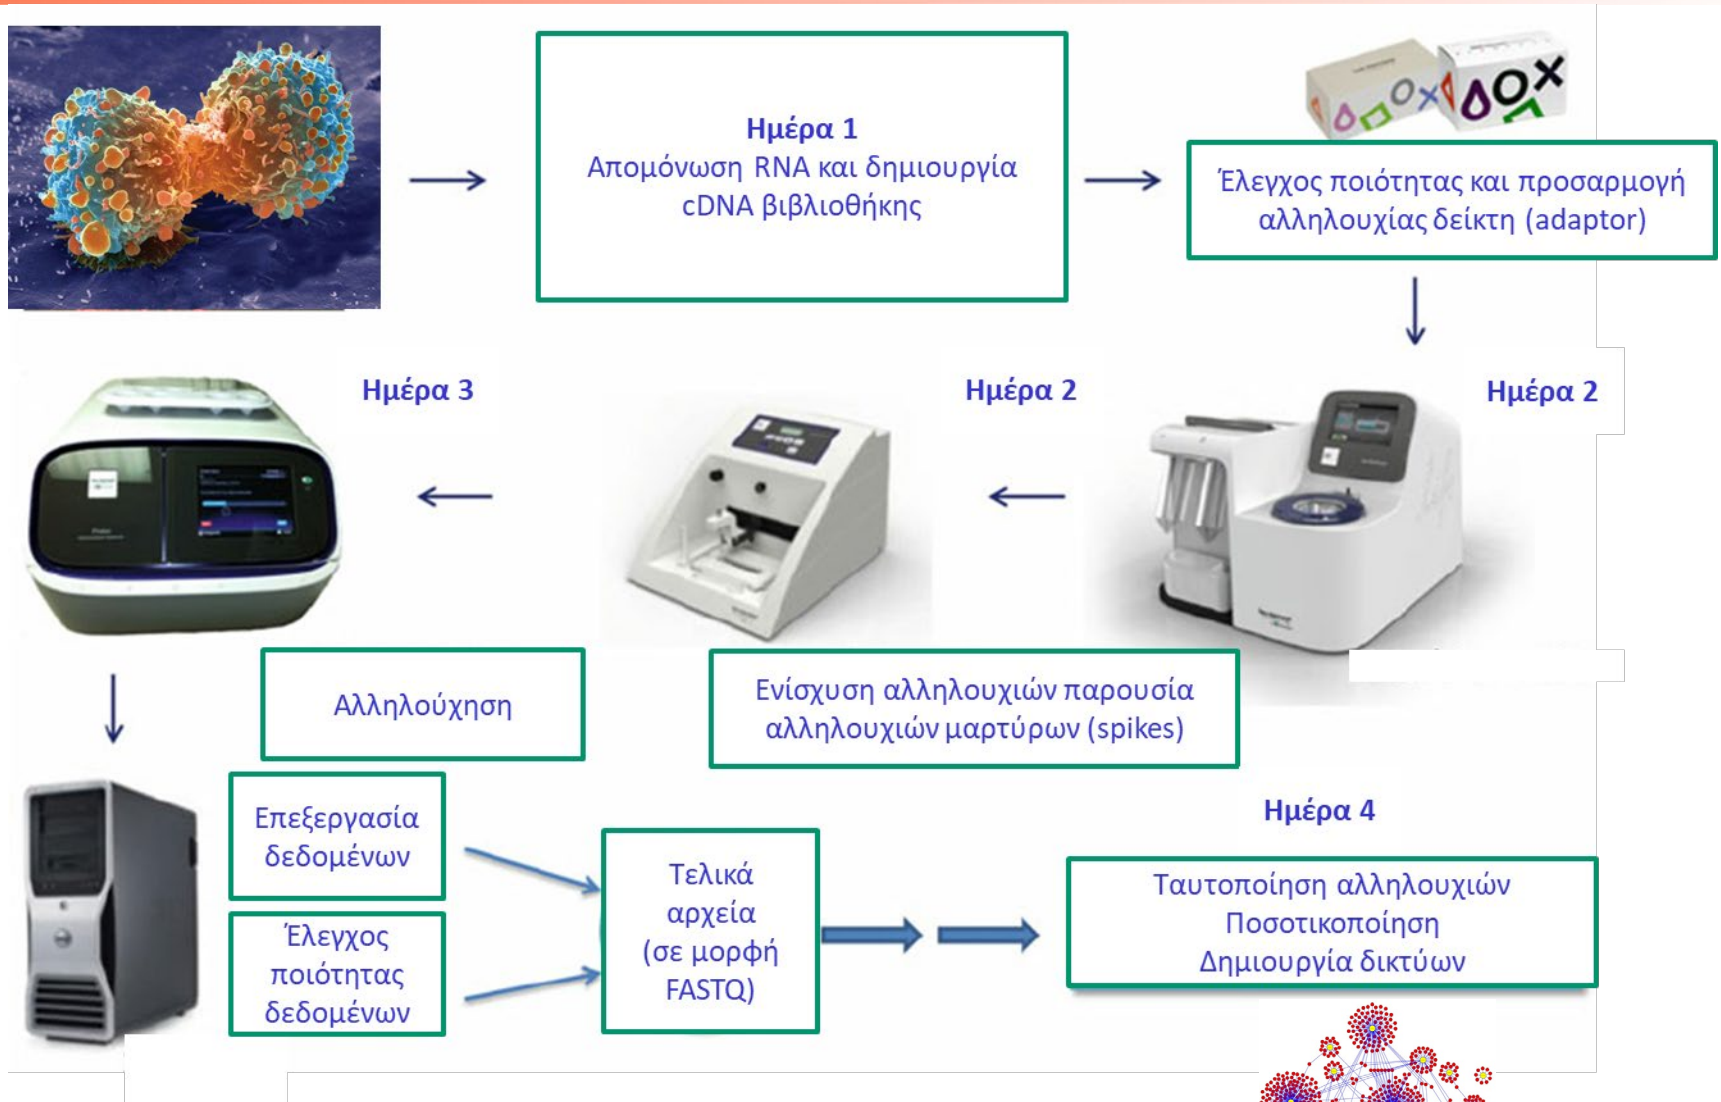 Ημέρα 1
Απομόνωση RNA και δημιουργία
cDNA βιβλιοθήκης
Έλεγχος ποιότητας και προσαρμογή
αλληλουχίας δείκτη (adaptor)
Ημέρα 3
Ημέρα 2
Ημέρα 2
Αλληλούχηση
Ενίσχυση αλληλουχιών παρουσία
αλληλουχιών μαρτύρων (spikes)
Επεξεργασία
δεδομένων
Έλεγχος
ποιότητας
δεδομένων
Τελικά
αρχεία
(σε μορφή
FASTQ)
Ημέρα 4
Ταυτοποίηση αλληλουχιών
Ποσοτικοποίηση
Δημιουργία δικτύων